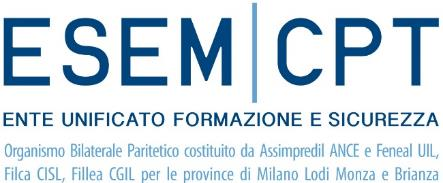 ESEM|CPT
ENTE UNIFICATO FORMAZIONE E SICUREZZA
Organismo Bilaterale Paritetico costituito da Assimpredil ANCE e Feneal UIL,
Filca CISL, Fillea CGIL per le province di Milano Lodi Monza e Brianza